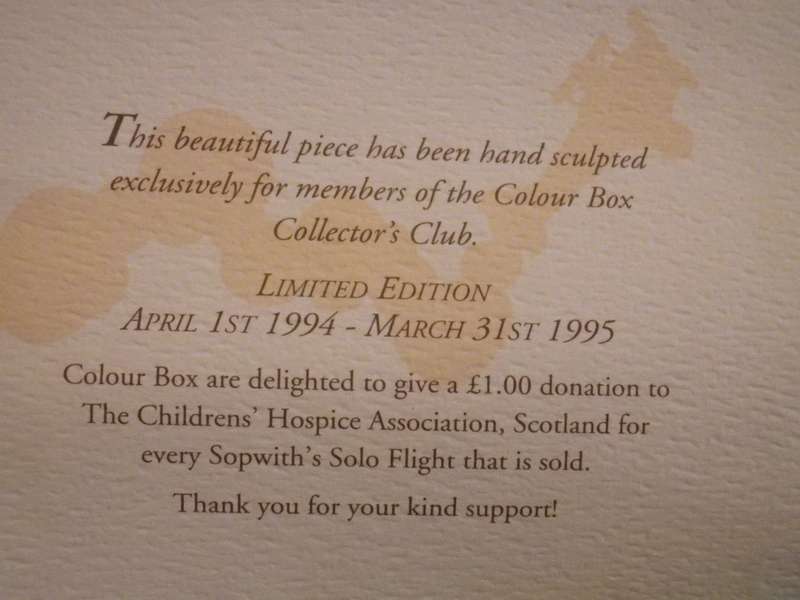 This beautiful piece has been hand sculpted
exclusively for members of the Colour Box
Collector's Club.
LIMITED EDITION
APRIL 1ST 1994 - MARCH 31ST 1995
Colour Box are delighted to give a £1.00 donation to
The Childrens' Hospice Association, Scotland for
every Sopwith's Solo Flight that is sold.
Thank you for your kind support!